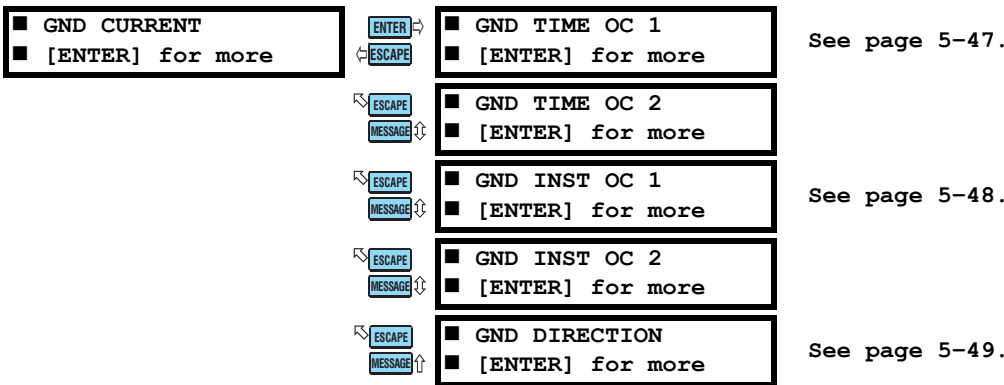 ■ GND CURRENT
■ [ENTER] for more
ENTER
ESCAPE
■ GND TIME OC 1
■ [ENTER] for more
See page 5–47.
ESCAPE
MESSAGE
■ GND TIME OC 2
■ [ENTER] for more
ESCAPE
MESSAGE
■ GND INST OC 1
■ [ENTER] for more
See page 5–48.
ESCAPE
MESSAGE
■ GND INST OC 2
■ [ENTER] for more
ESCAPE
MESSAGE
■ GND DIRECTION
■ [ENTER] for more
See page 5–49.